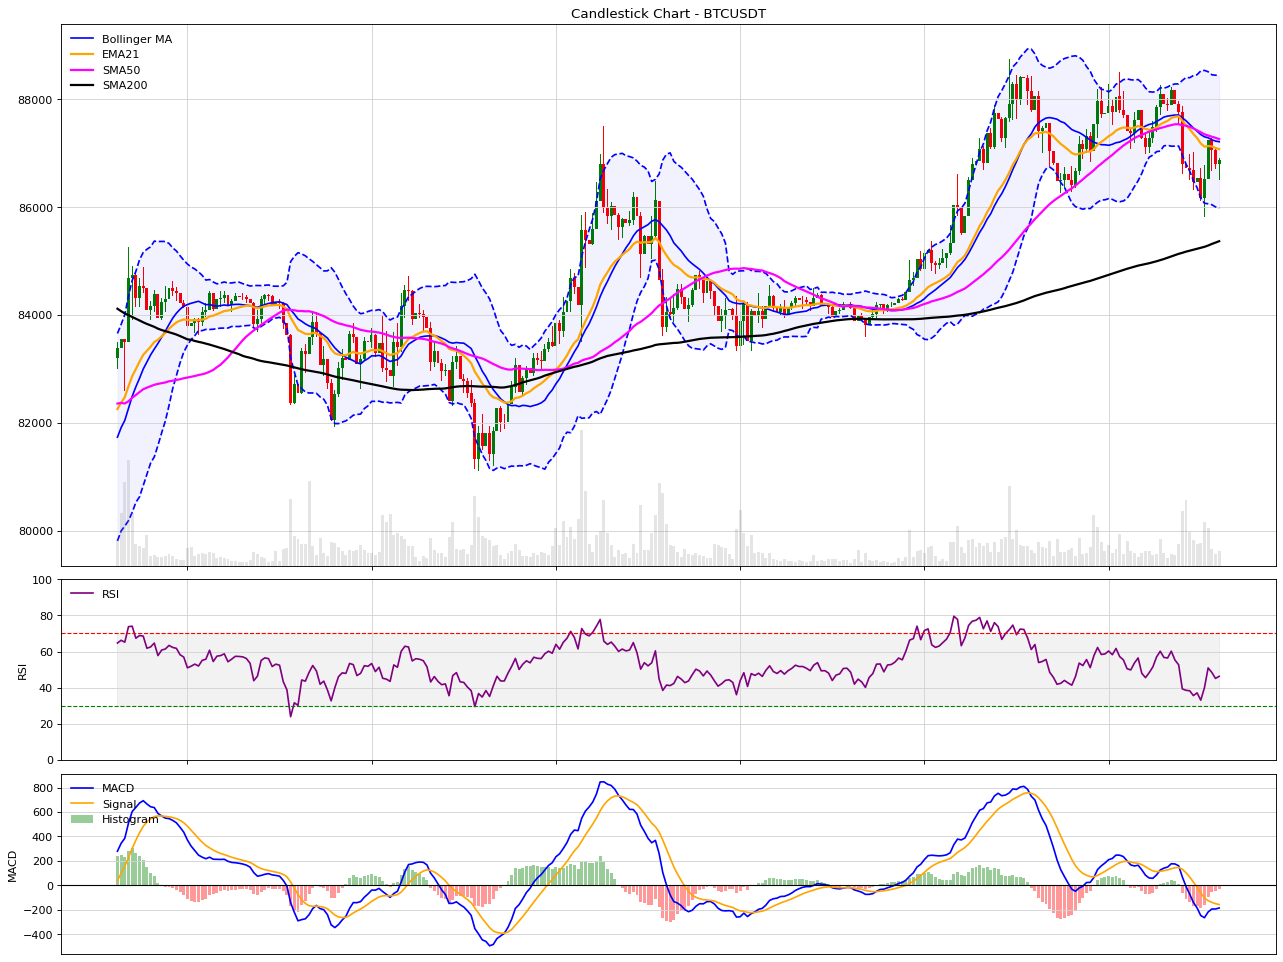 Candlestick Chart - BTCUSDT
Bollinger MA
EMA21
SMA50
SMA200
88000
86000
84000
82000
80000
RSI
100
80
60
40
20
0
RSI
MACD
Signal
Histogram
800
600
400
200
0
−200
−400
MACD